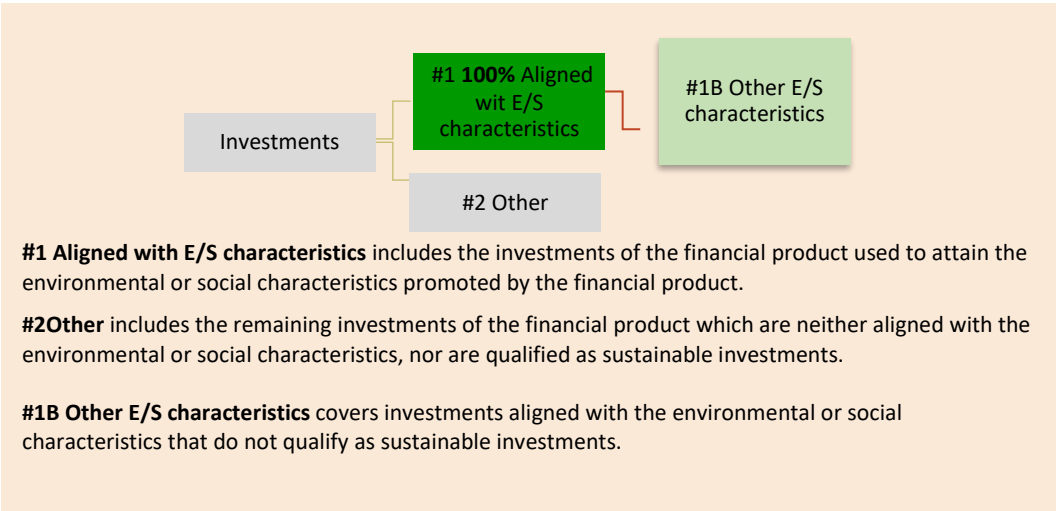 #1 100% Aligned
wit E/S
characteristics
#1B Other E/S
characteristics
Investments
#2 Other
#1 Aligned with E/S characteristics includes the investments of the financial product used to attain the
environmental or social characteristics promoted by the financial product.
#2Other includes the remaining investments of the financial product which are neither aligned with the
environmental or social characteristics, nor are qualified as sustainable investments.
#1B Other E/S characteristics covers investments aligned with the environmental or social
characteristics that do not qualify as sustainable investments.